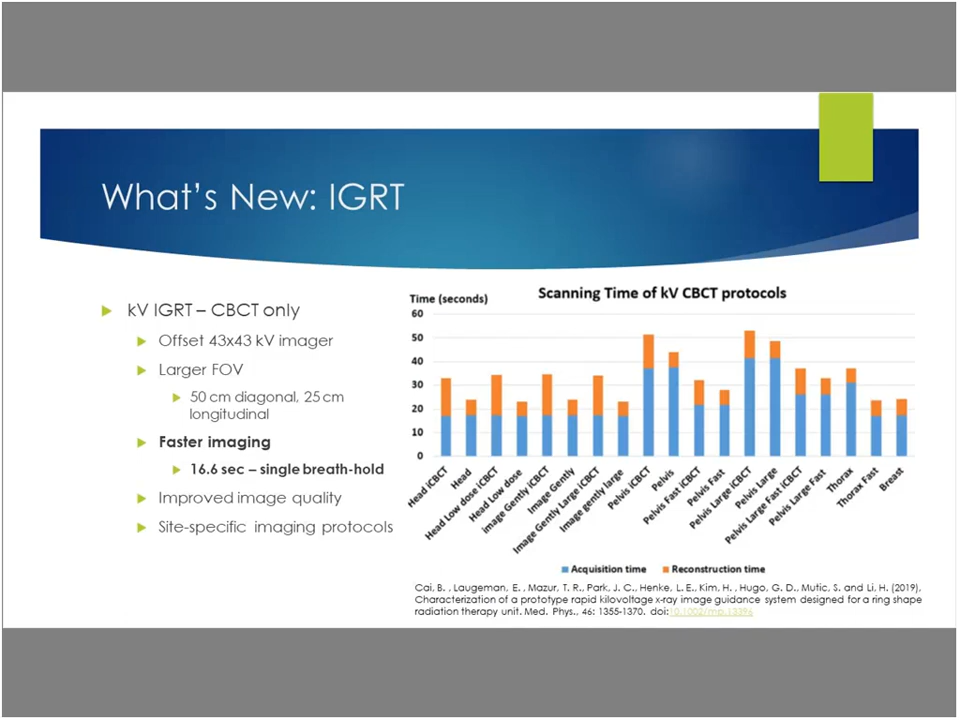 What's New: IGRT
kV IGRT – CBCT only
Offset 43x43 kV imager
Larger FOV
50 cm diagonal, 25 cm
longitudinal
Faster imaging
16.6 sec – single breath-hold
Improved image quality
Site-specific imaging protocols
Scanning Time of kV CBCT protocols
Time (seconds)
60
50
40
30
20
10
0
Head iCBCT
Head
Head Low dose iCBCT
Head Low dose
image Gently iCBCT
Image Gently
Image Gently Large iCBCT
Image gently large
Pelvis iCBCT
Pelvis
Pelvis Fast iCBCT
Pelvis Fast
Pelvis Large iCBCT
Pelvis Large
Pelvis Large Fast iCBCT
Pelvis Large Fast
Thorax
Thorax Fast
Breast
Acquisition time
Reconstruction time
Cai, B. , Laugeman, E. , Mazur, T. R., Park, J. C., Henke, L. E., Kim, H. , Hugo, G. D., Mutic, S. and Li, H. (2019),
Characterization of a prototype rapid kilovoltage x-ray image guidance system designed for a ring shape
radiation therapy unit. Med. Phys., 46: 1355-1370. doi:10.1002/mp.13396